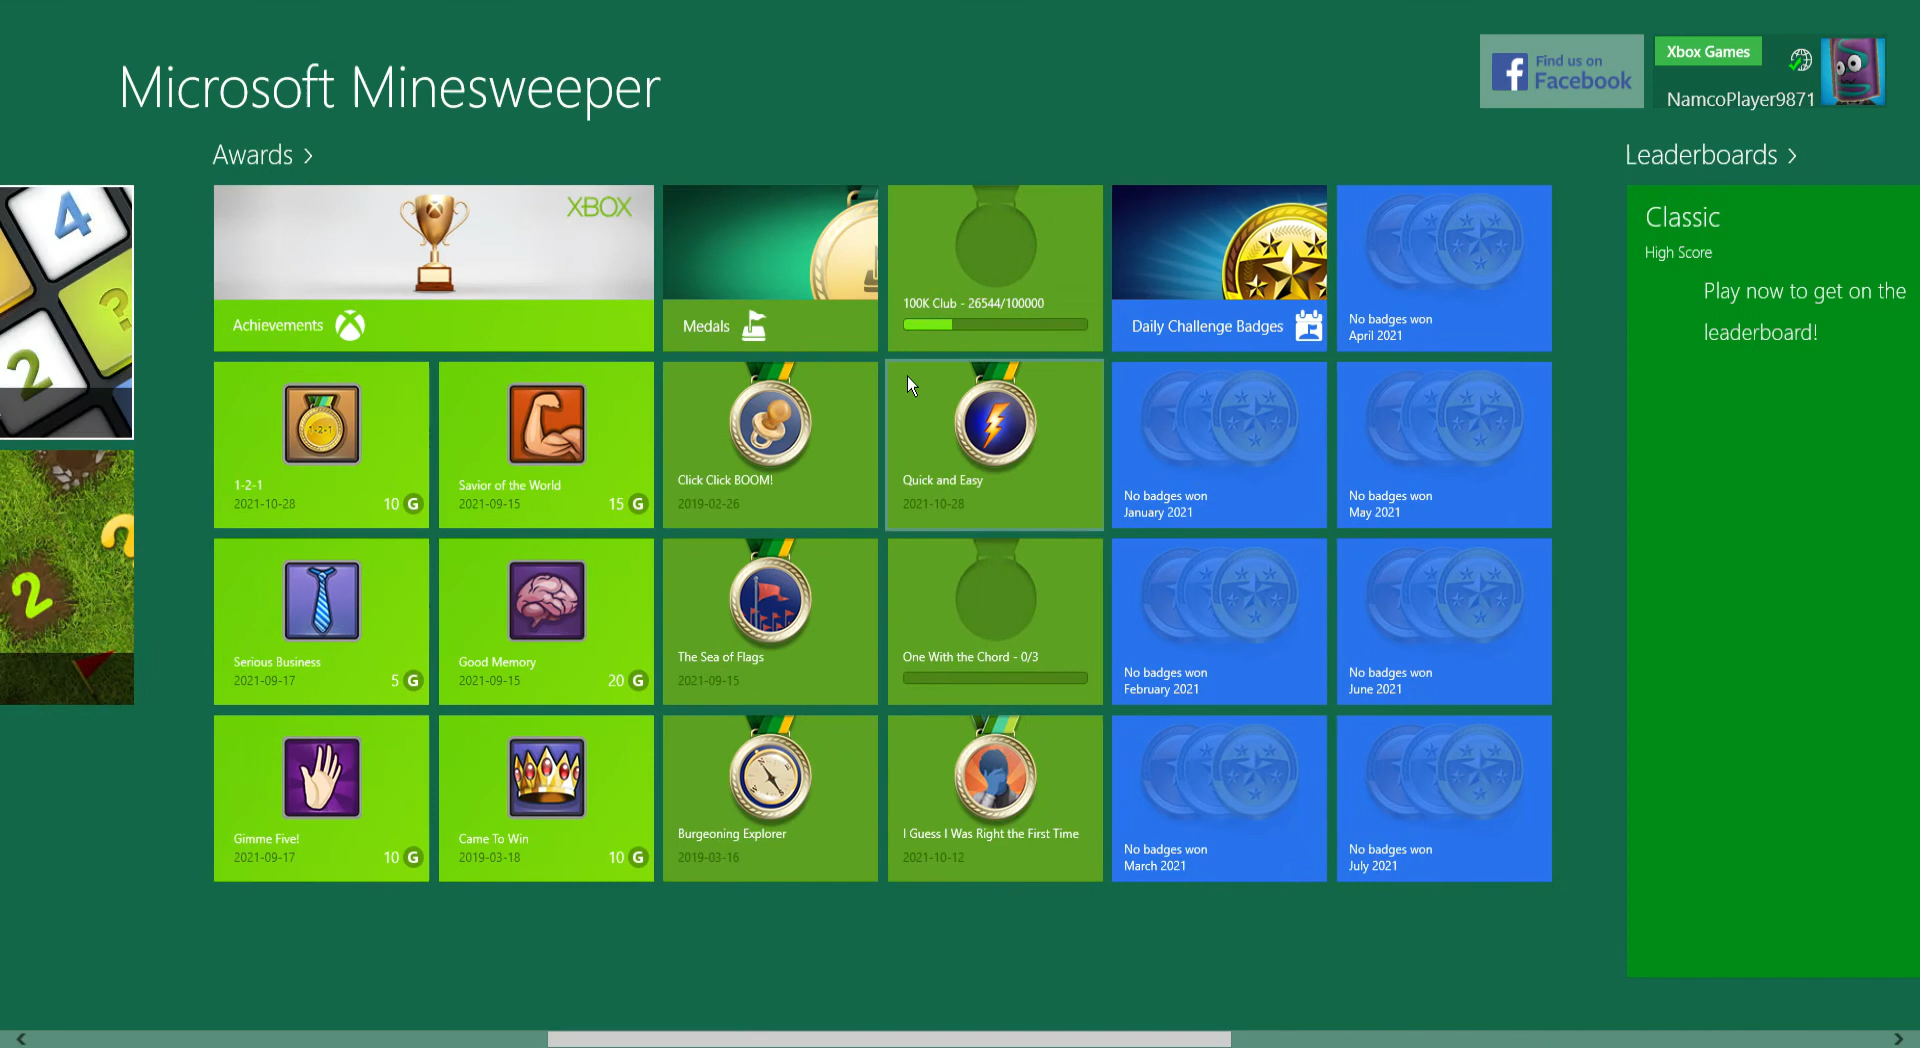 Microsoft Minesweeper
Find us on
Facebook
Xbox Games
NamcoPlayer9871
Awards >
Leaderboards >
4
?
2
2
?
XBOX
Achievements
Medals
100K Club - 26544/100000
Daily Challenge Badges
No badges won
April 2021
Classic
High Score
Play now to get on the
leaderboard!
1-2-1
1-2-1
2021-10-28
10 G
Savior of the World
2021-09-15
15 G
Click Click BOOM!
2019-02-26
Quick and Easy
2021-10-28
No badges won
January 2021
No badges won
May 2021
Serious Business
2021-09-17
5 G
Good Memory
2021-09-15
20 G
The Sea of Flags
2021-09-15
One With the Chord - 0/3
No badges won
February 2021
No badges won
June 2021
Gimme Five!
2021-09-17
10 G
Came To Win
2019-03-18
10 G
Burgeoning Explorer
2019-03-16
I Guess I Was Right the First Time
2021-10-12
No badges won
March 2021
No badges won
July 2021